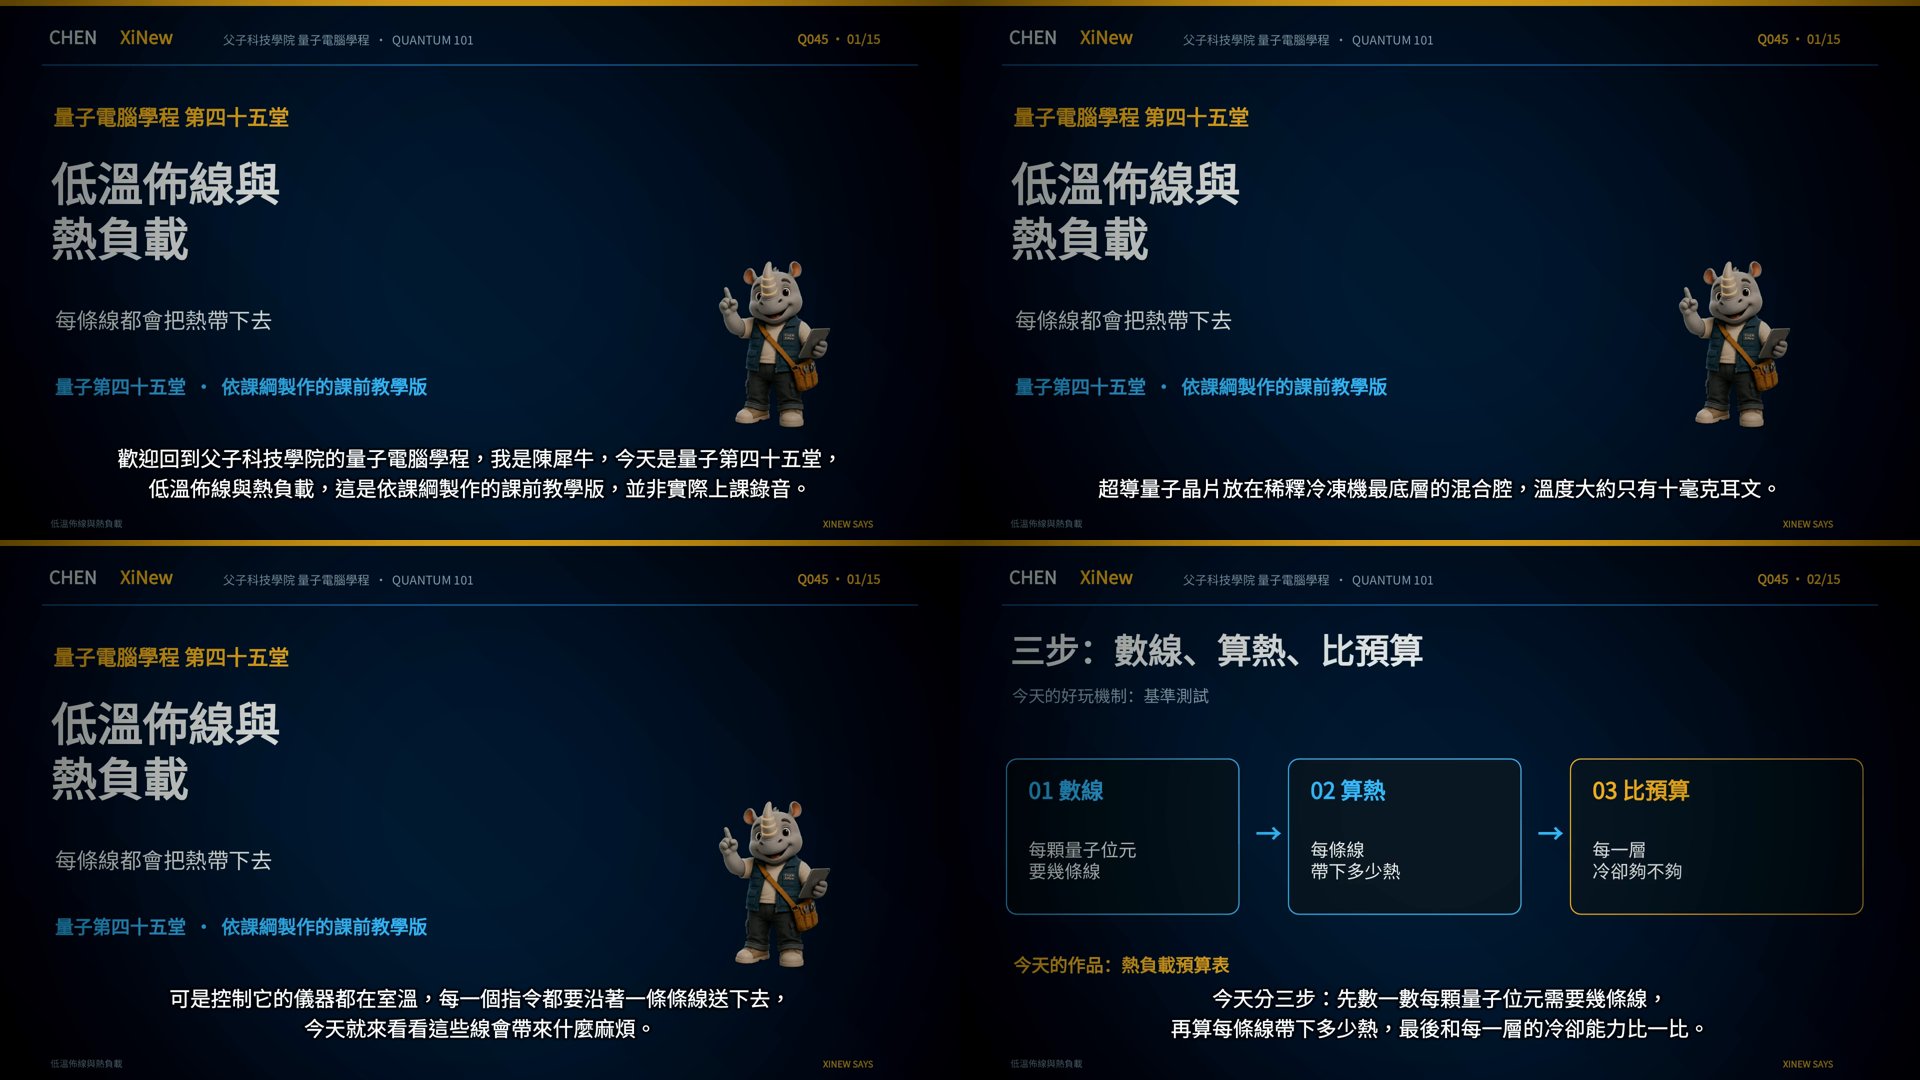 CHEN XiNew 父子科技學院 量子電腦學程 · QUANTUM 101 Q045 · 01/15
量子電腦學程 第四十五堂
低溫佈線與
熱負載
每條線都會把熱帶下去
量子第四十五堂 · 依課綱製作的課前教學版
歡迎回到父子科技學院的量子電腦學程，我是陳犀牛，今天是量子第四十五堂，
低溫佈線與熱負載，這是依課綱製作的課前教學版，並非實際上課錄音。
低溫佈線與熱負載 XINEW SAYS
CHEN XiNew 父子科技學院 量子電腦學程 · QUANTUM 101 Q045 · 01/15
量子電腦學程 第四十五堂
低溫佈線與
熱負載
每條線都會把熱帶下去
量子第四十五堂 · 依課綱製作的課前教學版
超導量子晶片放在稀釋冷凍機最底層的混合腔，溫度大約只有十毫克耳文。
低溫佈線與熱負載 XINEW SAYS
CHEN XiNew 父子科技學院 量子電腦學程 · QUANTUM 101 Q045 · 01/15
量子電腦學程 第四十五堂
低溫佈線與
熱負載
每條線都會把熱帶下去
量子第四十五堂 · 依課綱製作的課前教學版
可是控制它的儀器都在室溫，每一個指令都要沿著一條條線送下去，
今天就來看看這些線會帶來什麼麻煩。
低溫佈線與熱負載 XINEW SAYS
CHEN XiNew 父子科技學院 量子電腦學程 · QUANTUM 101 Q045 · 02/15
三步：數線、算熱、比預算
今天的好玩機制：基準測試
01 數線
每顆量子位元
要幾條線
→
02 算熱
每條線
帶下多少熱
→
03 比預算
每一層
冷卻夠不夠
今天的作品：熱負載預算表
今天分三步：先數一數每顆量子位元需要幾條線，
再算每條線帶下多少熱，最後和每一層的冷卻能力比一比。
低溫佈線與熱負載 XINEW SAYS